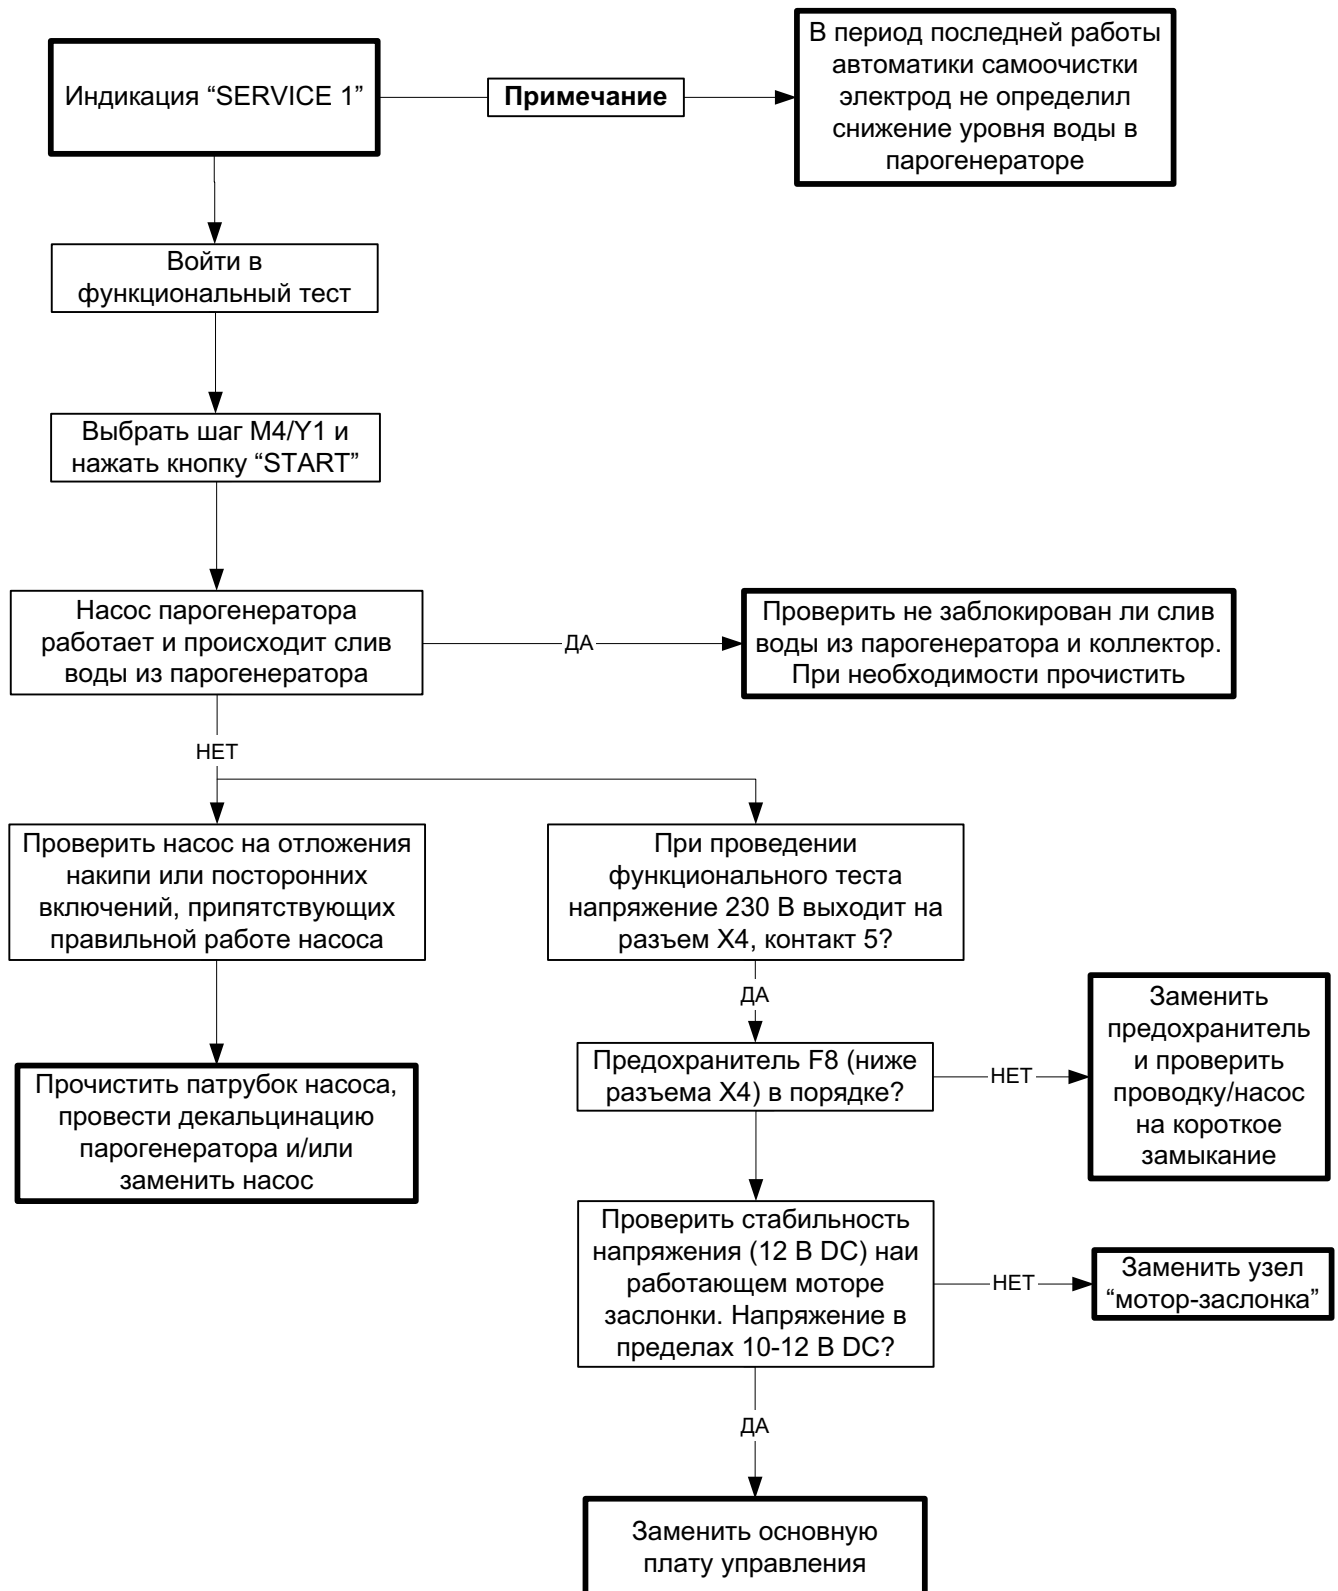 Индикация “SERVICE 1”
Примечание
В период последней работы
автоматики самоочистки
электрод не определил
снижение уровня воды в
парогенераторе
Войти в
функциональный тест
Выбрать шаг M4/Y1 и
нажать кнопку “START”
Насос парогенератора
работает и происходит слив
воды из парогенератора
ДА
Проверить не заблокирован ли слив
воды из парогенератора и коллектор.
При необходимости прочистить
НЕТ
Проверить насос на отложения
накипи или посторонних
включений, припятствующих
правильной работе насоса
При проведении
функционального теста
напряжение 230 В выходит на
разъем X4, контакт 5?
ДА
Прочистить патрубок насоса,
провести декальцинацию
парогенератора и/или
заменить насос
Предохранитель F8 (ниже
разъема X4) в порядке?
НЕТ
Заменить
предохранитель
и проверить
проводку/насос
на короткое
замыкание
Проверить стабильность
напряжения (12 В DC) наи
работающем моторе
заслонки. Напряжение в
пределах 10-12 В DC?
НЕТ
Заменить узел
“мотор-заслонка”
ДА
Заменить основную
плату управления